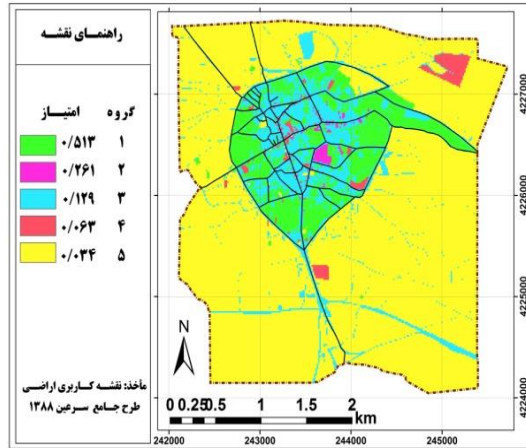 راهنمای نقشه
گروه امتیاز
۱ ۰/۵۱۳
۲ ۰/۲۶۱
۳ ۰/۱۲۹
۴ ۰/۰۶۳
۵ ۰/۰۳۴
مأخذ: نقشه کاربری اراضی
طرح جامع سرعین ۱۳۸۸
4227000
4226000
4225000
4224000
N
0 0.25 0.5 1 1.5 2
km
242000 243000 244000 245000